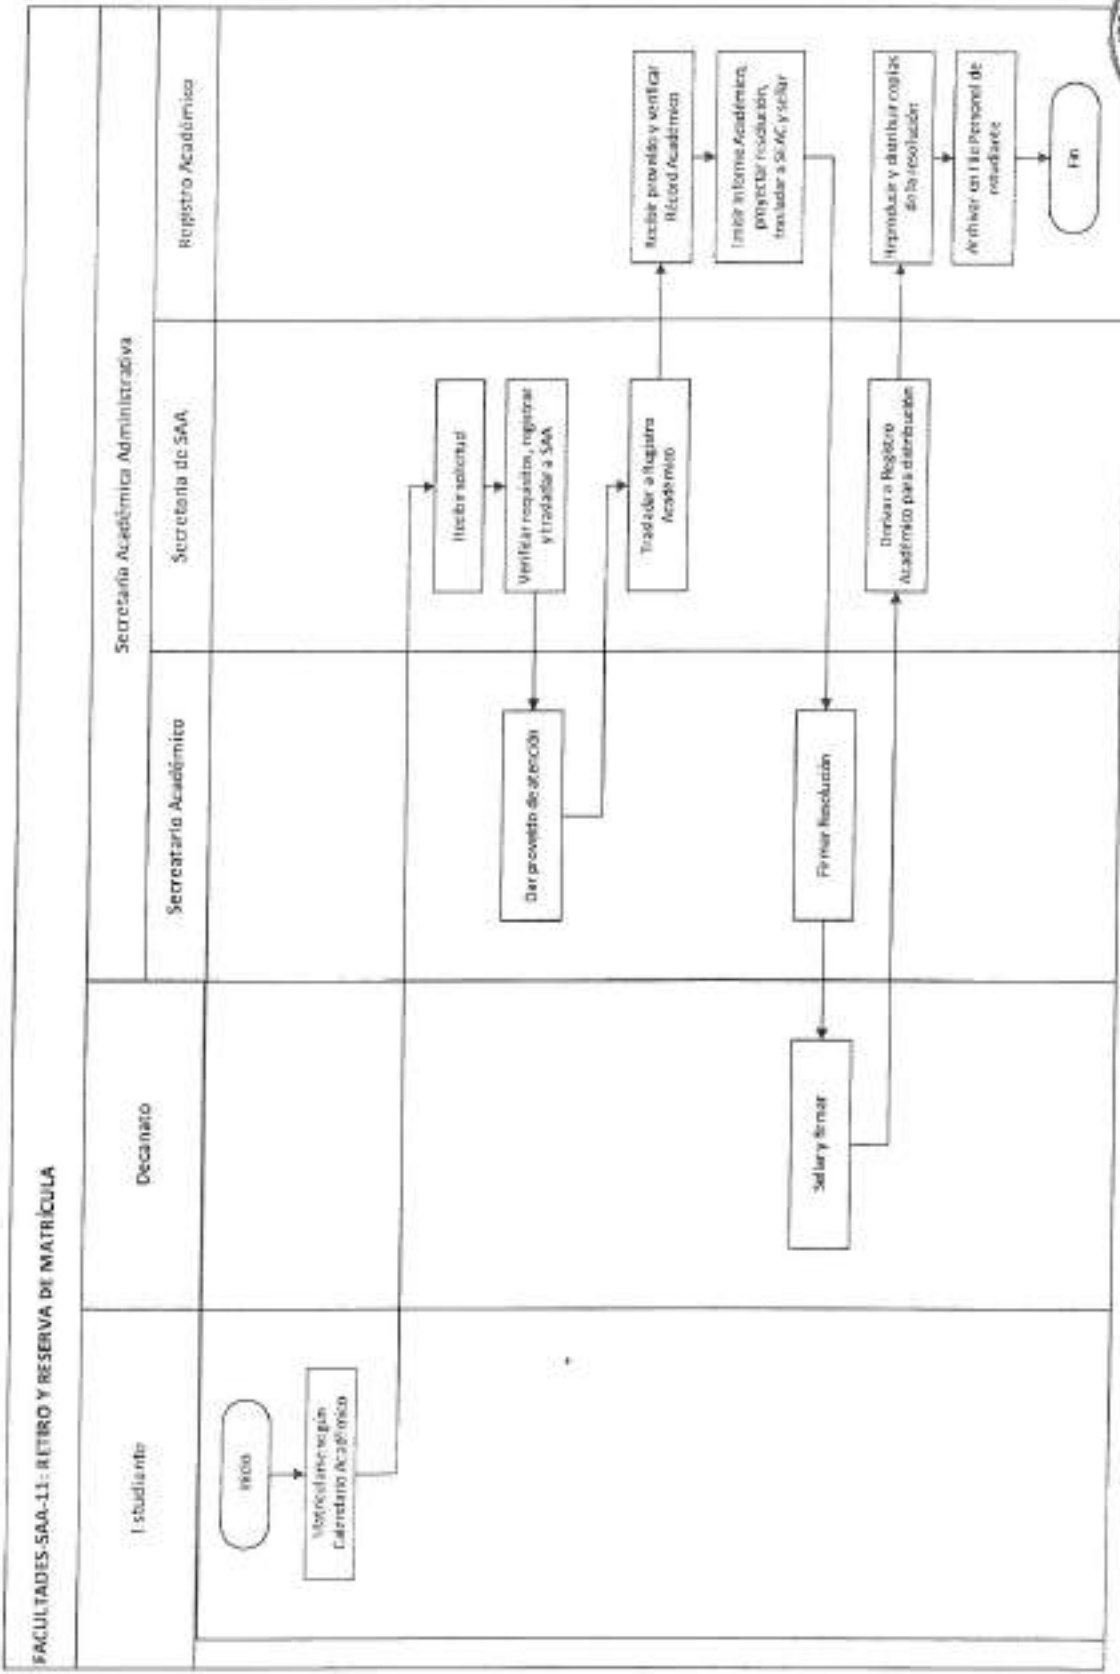 FACULTADES-SAA-11: RETIRO Y RESERVA DE MATRÍCULA
Estudiante
Decanato
Secretaría Académica Administrativa
Secreatario Académico
Secretaria de SAA
Registro Académico
Inicio
Matricularse según
Calendario Académico
Recibir solicitud
Verificar requisitos, registrar
y trasladar a SAA
Dar proveído de atención
Trasladar a Registro
Académico
Recibir proveído y verificar
Récord Académico
Emitir Informe Académico,
proyectar resolución,
trasladar a SEAC y sellar
Firmar Resolución
Sellar y firmar
Derivar a Registro
Académico para distribución
Reproducir y distribuir copias
de la resolución
Archivar en File Personal de
estudiante
Fin